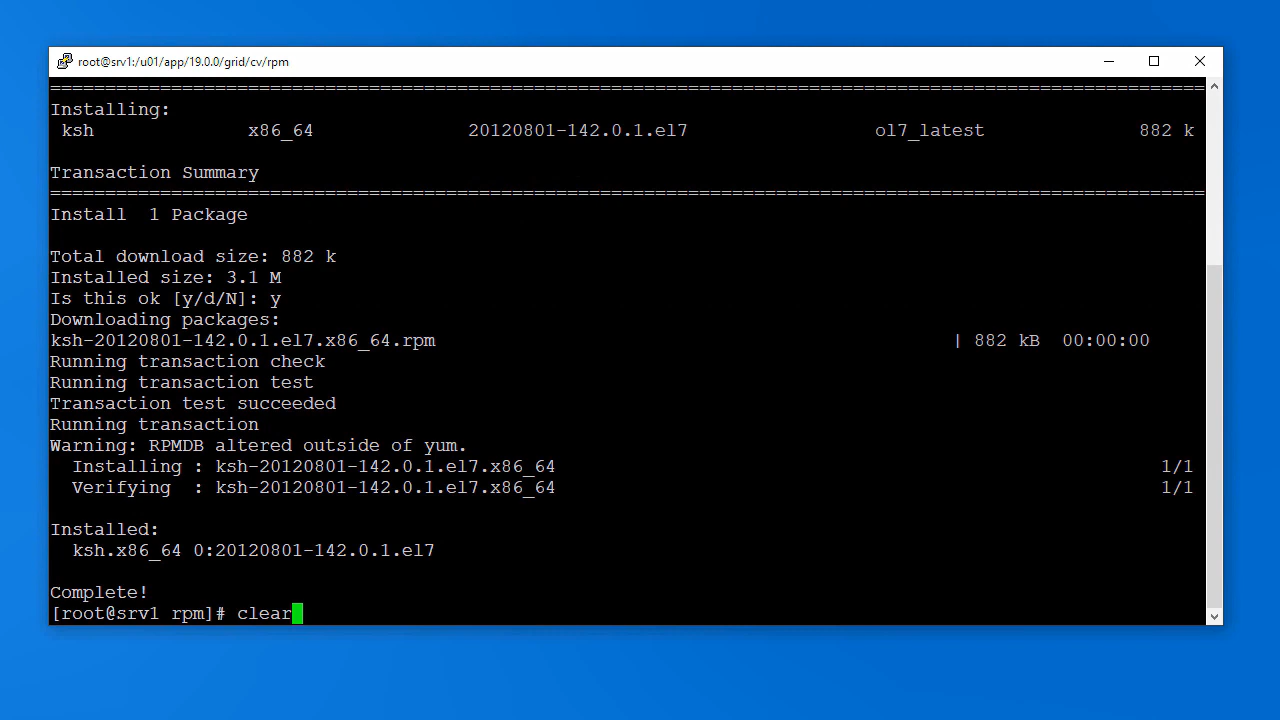 root@srv1:/u01/app/19.0.0/grid/cv/rpm
================================================================================
Installing:
ksh x86_64 20120801-142.0.1.el7 ol7_latest 882 k
Transaction Summary
================================================================================
Install 1 Package
Total download size: 882 k
Installed size: 3.1 M
Is this ok [y/d/N]: y
Downloading packages:
ksh-20120801-142.0.1.el7.x86_64.rpm | 882 kB 00:00:00
Running transaction check
Running transaction test
Transaction test succeeded
Running transaction
Warning: RPMDB altered outside of yum.
Installing : ksh-20120801-142.0.1.el7.x86_64 1/1
Verifying : ksh-20120801-142.0.1.el7.x86_64 1/1
Installed:
ksh.x86_64 0:20120801-142.0.1.el7
Complete!
[root@srv1 rpm]# clear